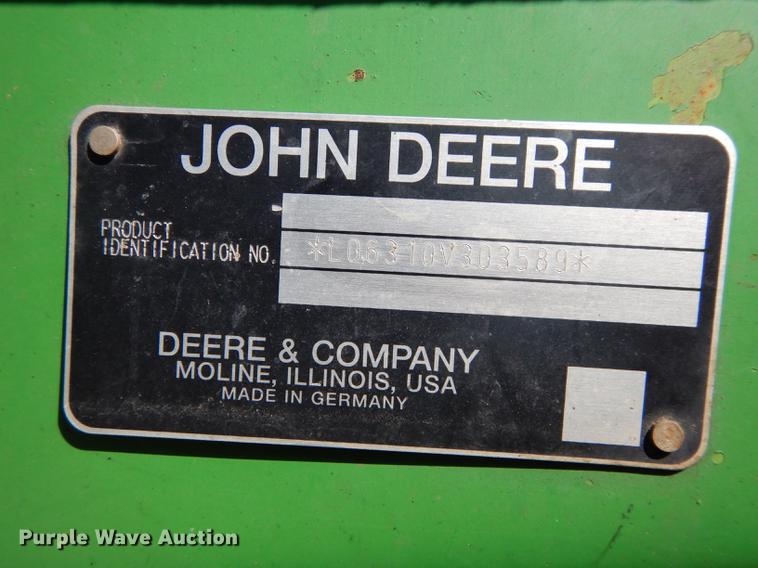 JOHN DEERE
PRODUCT
IDENTIFICATION NO. *L06310V303589*
DEERE & COMPANY
MOLINE, ILLINOIS, USA
MADE IN GERMANY
Purple Wave Auction